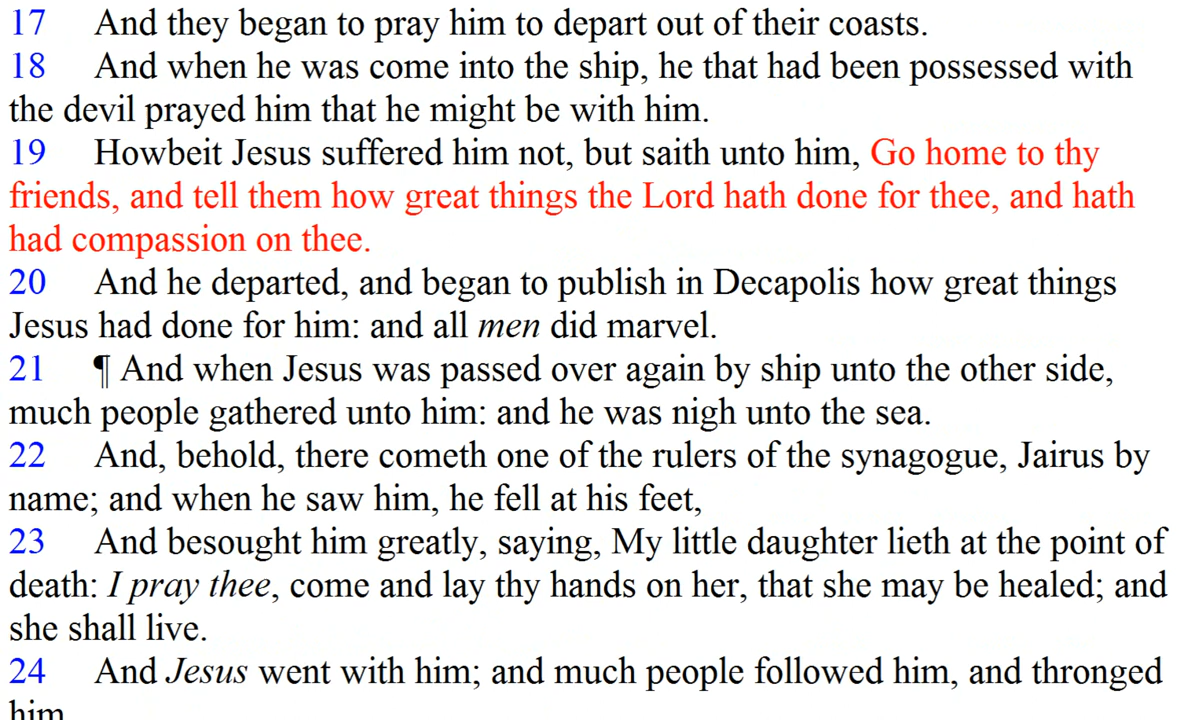 17 And they began to pray him to depart out of their coasts.
18 And when he was come into the ship, he that had been possessed with
the devil prayed him that he might be with him.
19 Howbeit Jesus suffered him not, but saith unto him, Go home to thy
friends, and tell them how great things the Lord hath done for thee, and hath
had compassion on thee.
20 And he departed, and began to publish in Decapolis how great things
Jesus had done for him: and all men did marvel.
21 ¶ And when Jesus was passed over again by ship unto the other side,
much people gathered unto him: and he was nigh unto the sea.
22 And, behold, there cometh one of the rulers of the synagogue, Jairus by
name; and when he saw him, he fell at his feet,
23 And besought him greatly, saying, My little daughter lieth at the point of
death: I pray thee, come and lay thy hands on her, that she may be healed; and
she shall live.
24 And Jesus went with him; and much people followed him, and thronged
him